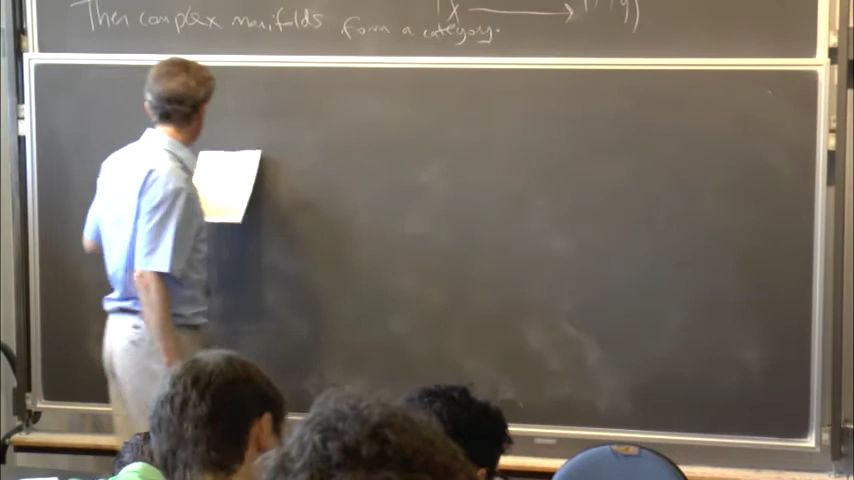 Then complex manifolds form a category.
X ⟶